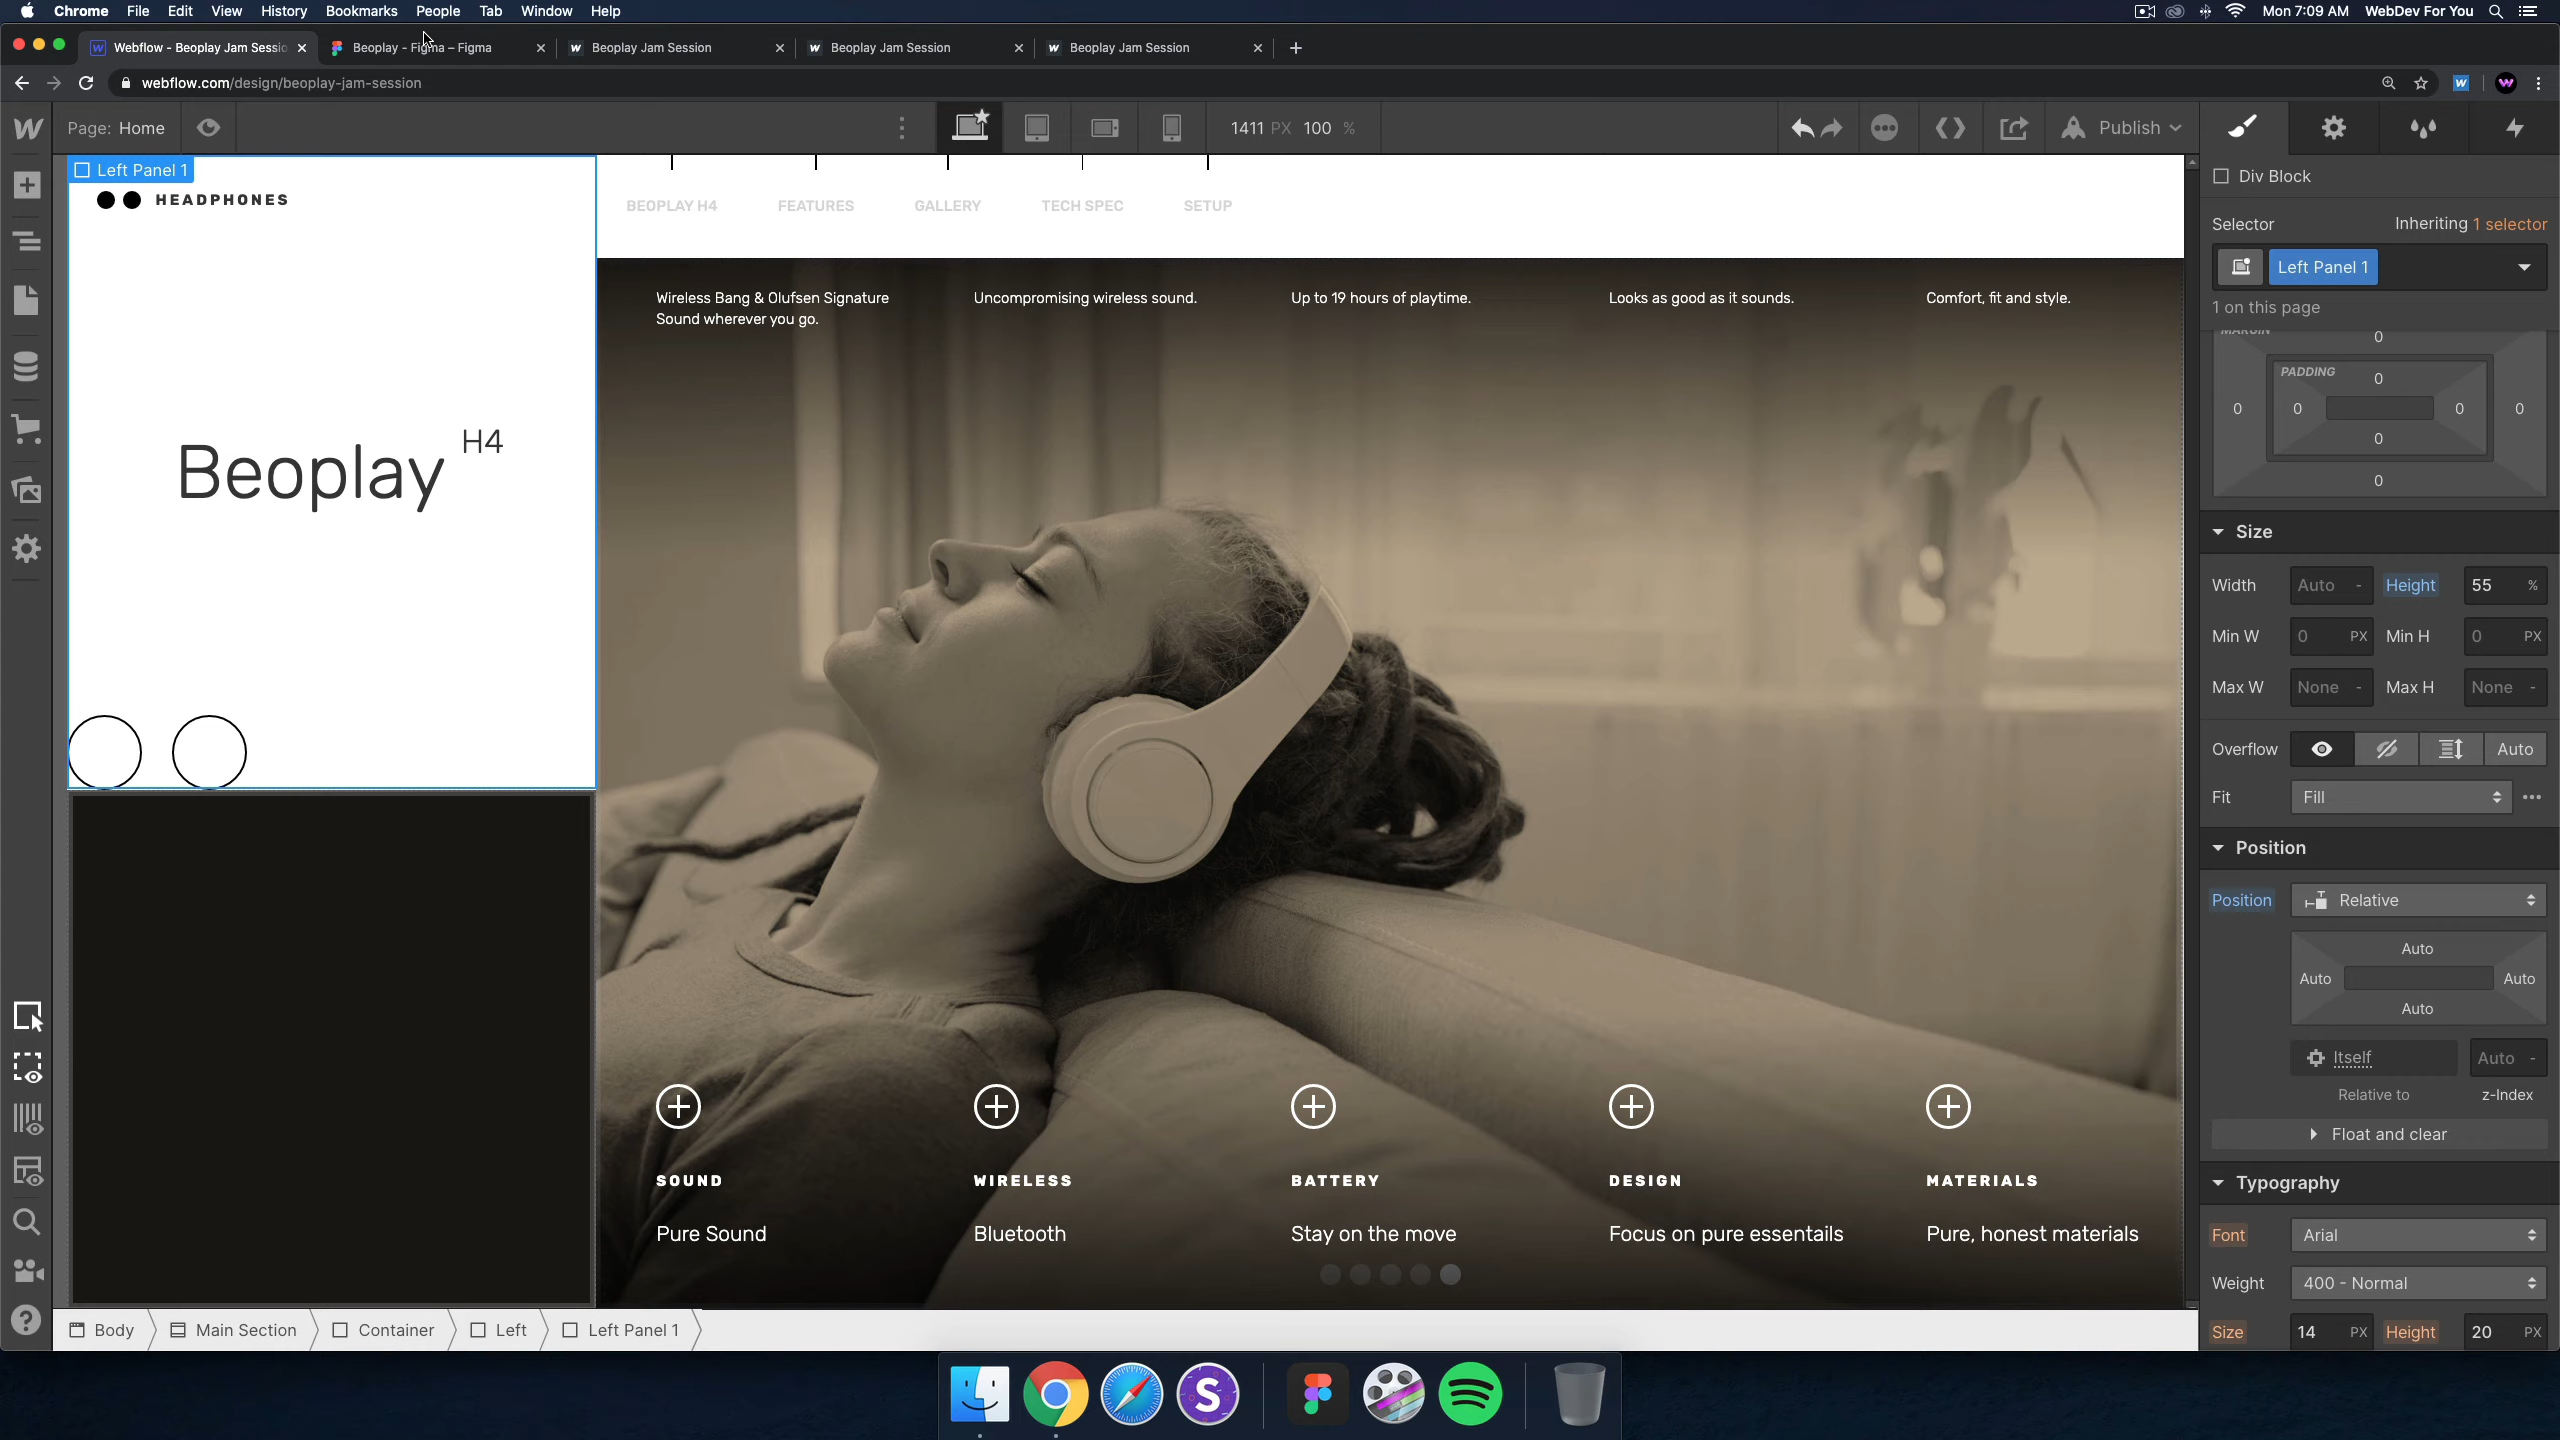 Chrome File Edit View History Bookmarks People Tab Window Help
Mon 7:09 AM WebDev For You
Webflow - Beoplay Jam Sessio
Beoplay - Figma – Figma
Beoplay Jam Session
Beoplay Jam Session
Beoplay Jam Session
webflow.com/design/beoplay-jam-session
Page: Home
1411 PX 100 %
Publish
Left Panel 1
HEADPHONES
BEOPLAY H4
FEATURES
GALLERY
TECH SPEC
SETUP
Wireless Bang & Olufsen Signature
Sound wherever you go.
Uncompromising wireless sound.
Up to 19 hours of playtime.
Looks as good as it sounds.
Comfort, fit and style.
Beoplay H4
SOUND
WIRELESS
BATTERY
DESIGN
MATERIALS
Pure Sound
Bluetooth
Stay on the move
Focus on pure essentails
Pure, honest materials
Body
Main Section
Container
Left
Left Panel 1
Div Block
Selector
Inheriting 1 selector
Left Panel 1
1 on this page
MARGIN
0
PADDING
0
0 0 0 0
0
0
Size
Width Auto - Height 55 %
Min W 0 PX Min H 0 PX
Max W None - Max H None -
Overflow Auto
Fit Fill
Position
Position Relative
Auto
Auto Auto
Auto
Itself Auto -
Relative to z-Index
Float and clear
Typography
Font Arial
Weight 400 - Normal
Size 14 PX Height 20 PX